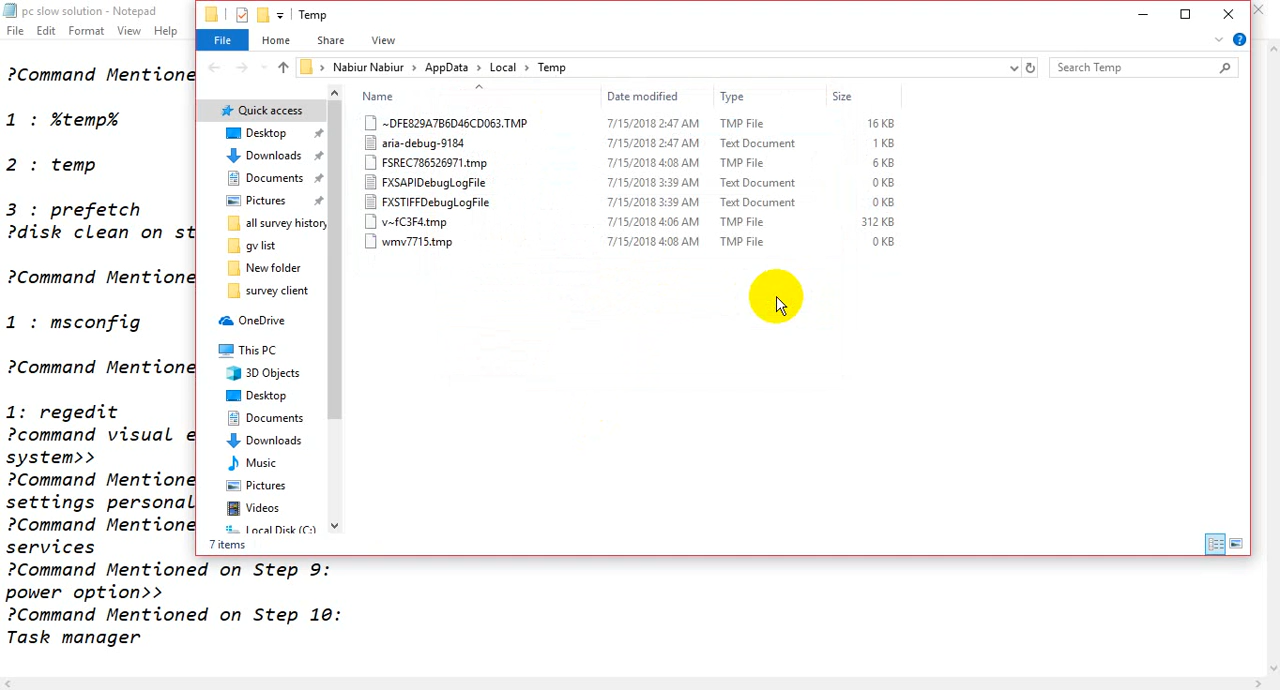 pc slow solution - Notepad
File Edit Format View Help
?Command Mentione
1 : %temp%
2 : temp
3 : prefetch
?disk clean on st
?Command Mentione
1 : msconfig
?Command Mentione
1: regedit
?command visual e
system>>
?Command Mentione
settings personal
?Command Mentione
services
?Command Mentioned on Step 9:
power option>>
?Command Mentioned on Step 10:
Task manager
Temp
File Home Share View
Nabiur Nabiur > AppData > Local > Temp
Search Temp
Quick access
Desktop
Downloads
Documents
Pictures
all survey history
gv list
New folder
survey client
OneDrive
This PC
3D Objects
Desktop
Documents
Downloads
Music
Pictures
Videos
Local Disk (C:)
Name Date modified Type Size
~DFE829A7B6D46CD063.TMP 7/15/2018 2:47 AM TMP File 16 KB
aria-debug-9184 7/15/2018 2:47 AM Text Document 1 KB
FSREC786526971.tmp 7/15/2018 4:08 AM TMP File 6 KB
FXSAPIDebugLogFile 7/15/2018 3:39 AM Text Document 0 KB
FXSTIFFDebugLogFile 7/15/2018 3:39 AM Text Document 0 KB
v~fC3F4.tmp 7/15/2018 4:06 AM TMP File 312 KB
wmv7715.tmp 7/15/2018 4:08 AM TMP File 0 KB
7 items